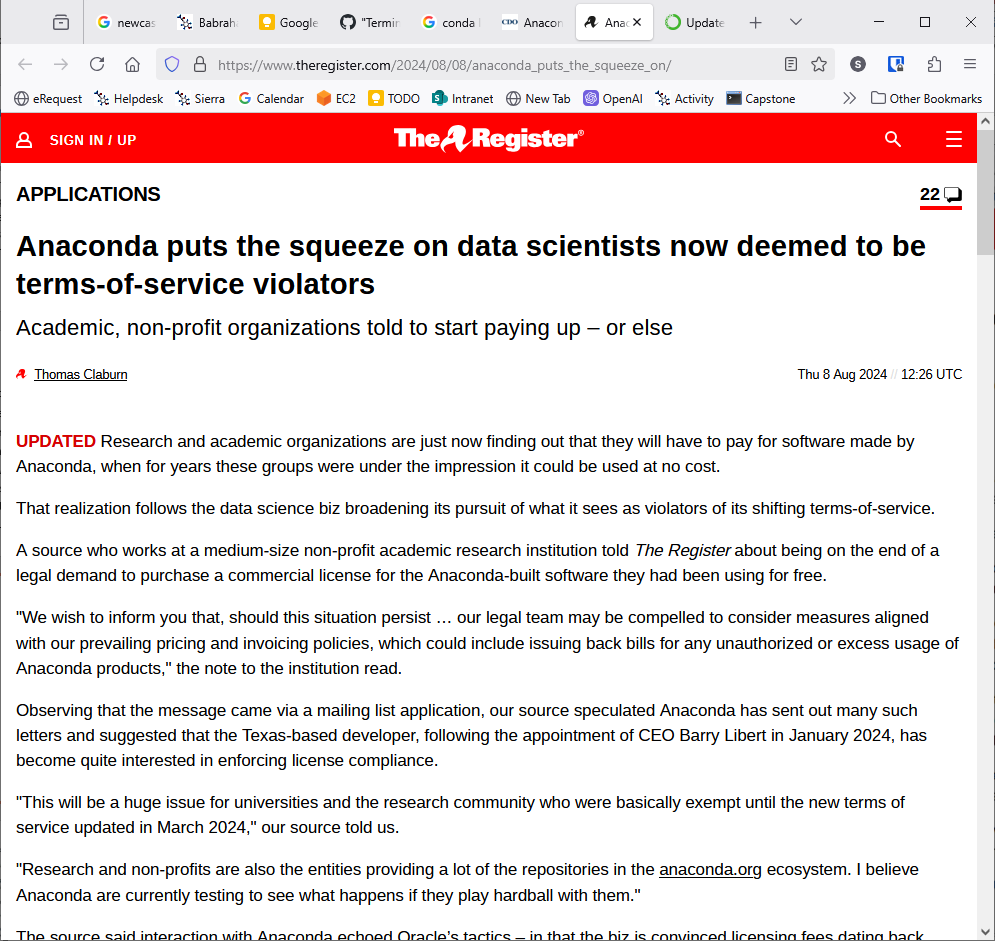 newcas
Babrah
Google
"Termin
conda
CDO Anacon
Anac
Update
https://www.theregister.com/2024/08/08/anaconda_puts_the_squeeze_on/
S
eRequest Helpdesk Sierra Calendar EC2 TODO Intranet New Tab OpenAI Activity Capstone Other Bookmarks
SIGN IN / UP The Register®
APPLICATIONS 22
Anaconda puts the squeeze on data scientists now deemed to be
terms-of-service violators
Academic, non-profit organizations told to start paying up – or else
Thomas Claburn Thu 8 Aug 2024 // 12:26 UTC
UPDATED Research and academic organizations are just now finding out that they will have to pay for software made by
Anaconda, when for years these groups were under the impression it could be used at no cost.
That realization follows the data science biz broadening its pursuit of what it sees as violators of its shifting terms-of-service.
A source who works at a medium-size non-profit academic research institution told The Register about being on the end of a
legal demand to purchase a commercial license for the Anaconda-built software they had been using for free.
"We wish to inform you that, should this situation persist … our legal team may be compelled to consider measures aligned
with our prevailing pricing and invoicing policies, which could include issuing back bills for any unauthorized or excess usage of
Anaconda products," the note to the institution read.
Observing that the message came via a mailing list application, our source speculated Anaconda has sent out many such
letters and suggested that the Texas-based developer, following the appointment of CEO Barry Libert in January 2024, has
become quite interested in enforcing license compliance.
"This will be a huge issue for universities and the research community who were basically exempt until the new terms of
service updated in March 2024," our source told us.
"Research and non-profits are also the entities providing a lot of the repositories in the anaconda.org ecosystem. I believe
Anaconda are currently testing to see what happens if they play hardball with them."
The source said interaction with Anaconda echoed Oracle's tactics – in that the biz is convinced licensing fees dating back